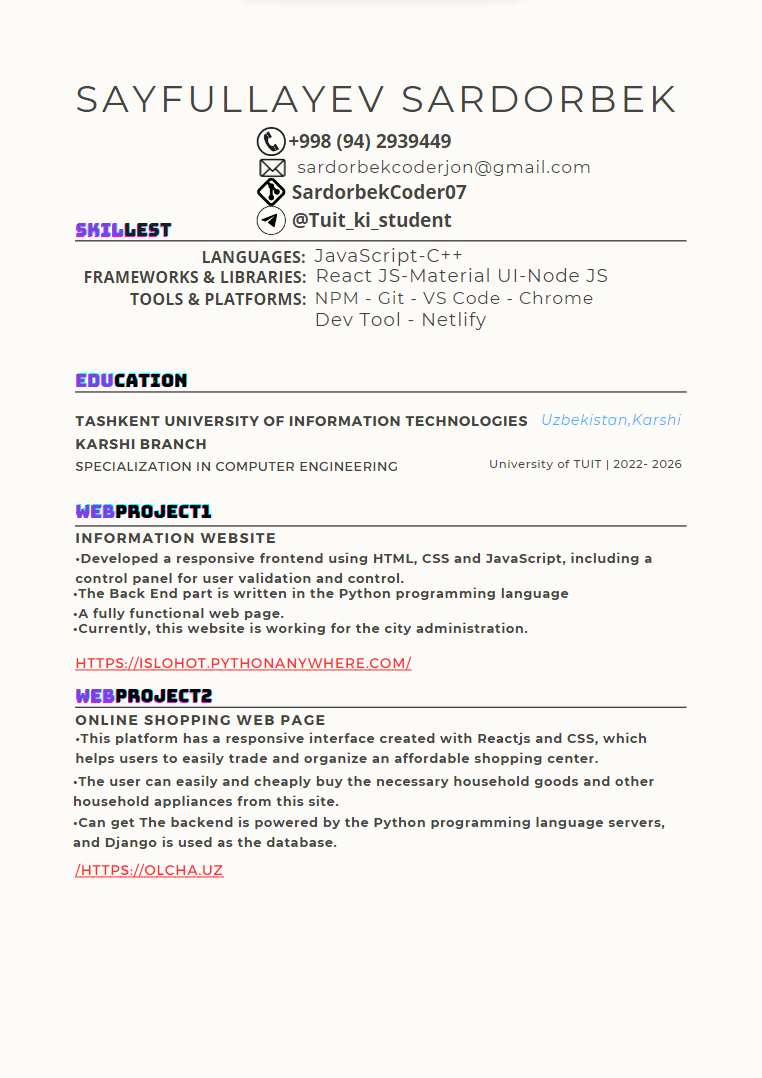 SAYFULLAYEV SARDORBEK
+998 (94) 2939449
sardorbekcoderjon@gmail.com
SardorbekCoder07
@Tuit_ki_student
SKILLEST
LANGUAGES: JavaScript-C++
FRAMEWORKS & LIBRARIES: React JS-Material UI-Node JS
TOOLS & PLATFORMS: NPM - Git - VS Code - Chrome
Dev Tool - Netlify
EDUCATION
TASHKENT UNIVERSITY OF INFORMATION TECHNOLOGIES Uzbekistan,Karshi
KARSHI BRANCH
SPECIALIZATION IN COMPUTER ENGINEERING University of TUIT | 2022- 2026
WEBPROJECT1
INFORMATION WEBSITE
•Developed a responsive frontend using HTML, CSS and JavaScript, including a
control panel for user validation and control.
•The Back End part is written in the Python programming language
•A fully functional web page.
•Currently, this website is working for the city administration.
HTTPS://ISLOHOT.PYTHONANYWHERE.COM/
WEBPROJECT2
ONLINE SHOPPING WEB PAGE
•This platform has a responsive interface created with Reactjs and CSS, which
helps users to easily trade and organize an affordable shopping center.
•The user can easily and cheaply buy the necessary household goods and other
household appliances from this site.
•Can get The backend is powered by the Python programming language servers,
and Django is used as the database.
/HTTPS://OLCHA.UZ